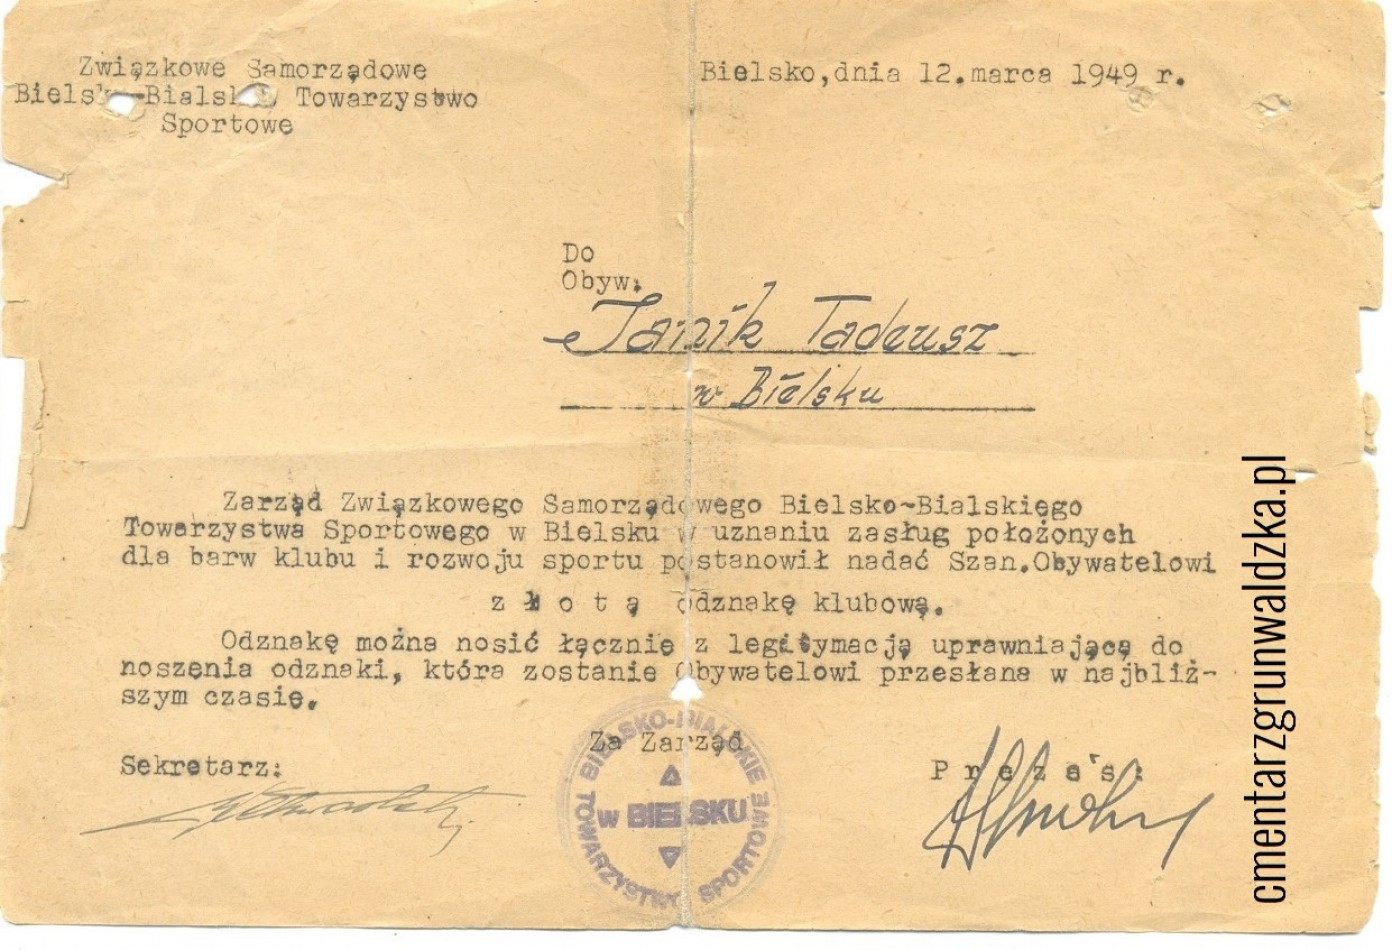 Związkowe Samorządowe
Bielsko-Bialskie Towarzystwo
Sportowe
Bielsko,dnia 12.marca 1949 r.
Do
Obyw.
Janik Tadeusz
w Bielsku
Zarząd Związkowego Samorządowego Bielsko-Bialskiego
Towarzystwa Sportowego w Bielsku w uznaniu zasług położonych
dla barw klubu i rozwoju sportu postanowił nadać Szan.Obywatelowi
z ł o t ą odznakę klubową.
Odznakę można nosić łącznie z legitymacją uprawniającą do
noszenia odznaki, która zostanie Obywatelowi przesłana w najbliż-
szym czasie.
Za Zarząd
Sekretarz:
P r e z e s :
BIELSKO-BIALSKIE
TOWARZYSTWO SPORTOWE
w BIELSKU
cmentarzgrunwaldzka.pl